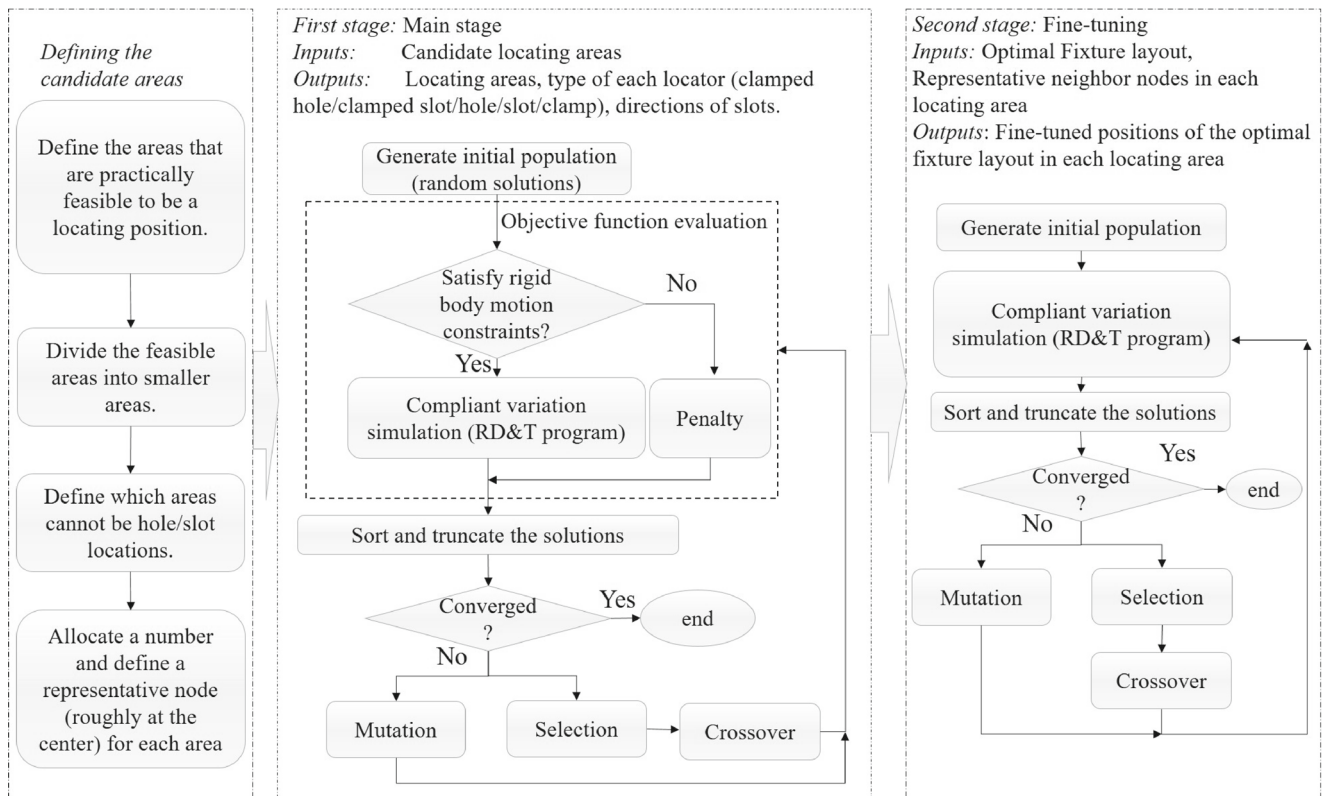 Defining the
candidate areas
Define the areas that
are practically
feasible to be a
locating position.
Divide the feasible
areas into smaller
areas.
Define which areas
cannot be hole/slot
locations.
Allocate a number
and define a
representative node
(roughly at the
center) for each area
First stage: Main stage
Inputs: Candidate locating areas
Outputs: Locating areas, type of each locator (clamped
hole/clamped slot/hole/slot/clamp), directions of slots.
Generate initial population
(random solutions)
Objective function evaluation
Satisfy rigid
body motion
constraints?
No
Yes
Compliant variation
simulation (RD&T program)
Penalty
Sort and truncate the solutions
Converged
?
Yes
end
No
Mutation
Selection
Crossover
Second stage: Fine-tuning
Inputs: Optimal Fixture layout,
Representative neighbor nodes in each
locating area
Outputs: Fine-tuned positions of the optimal
fixture layout in each locating area
Generate initial population
Compliant variation
simulation (RD&T program)
Sort and truncate the solutions
Converged
?
Yes
end
No
Mutation
Selection
Crossover